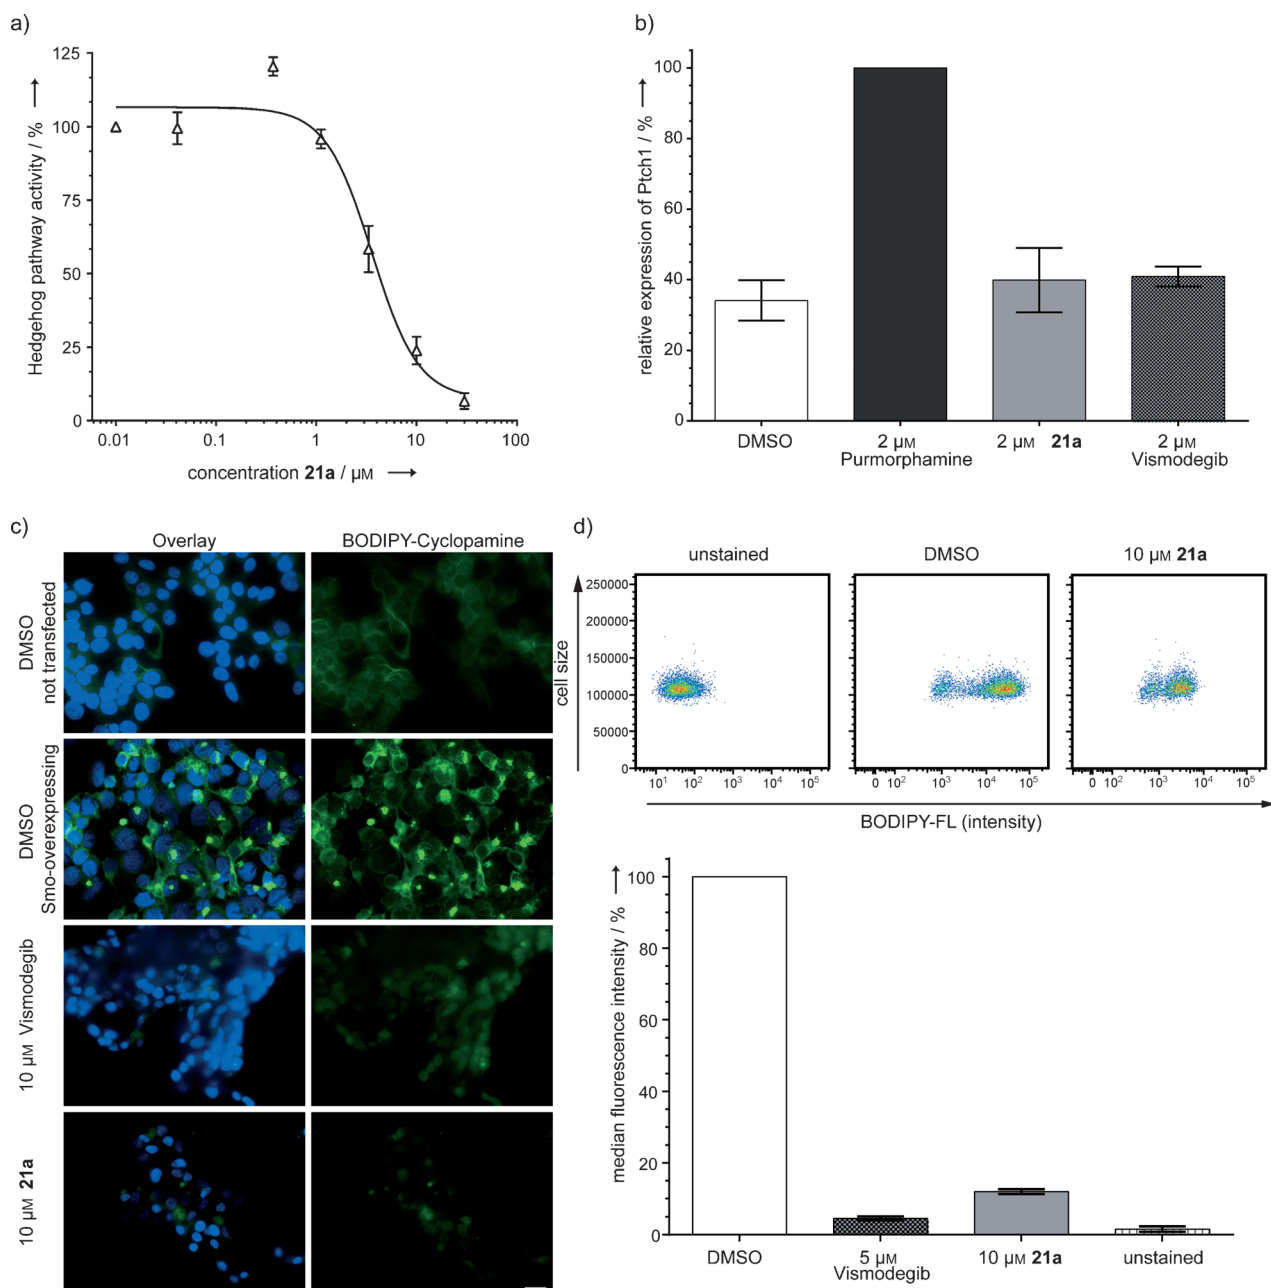 a)
Hedgehog pathway activity / %
125
100
75
50
25
0
0.01 0.1 1 10 100
concentration 21a / μM
b)
relative expression of Ptch1 / %
100
80
60
40
20
0
DMSO 2 μM 2 μM 21a 2 μM
Purmorphamine Vismodegib
c)
Overlay BODIPY-Cyclopamine
DMSO
not transfected
DMSO
Smo-overexpressing
10 μM Vismodegib
10 μM 21a
d)
unstained DMSO 10 μM 21a
cell size
250000
200000
150000
100000
50000
0
10¹ 10² 10³ 10⁴ 10⁵ 0 10² 10³ 10⁴ 10⁵ 0 10² 10³ 10⁴ 10⁵
BODIPY-FL (intensity)
median fluorescence intensity / %
100
80
60
40
20
0
DMSO 5 μM 10 μM 21a unstained
Vismodegib